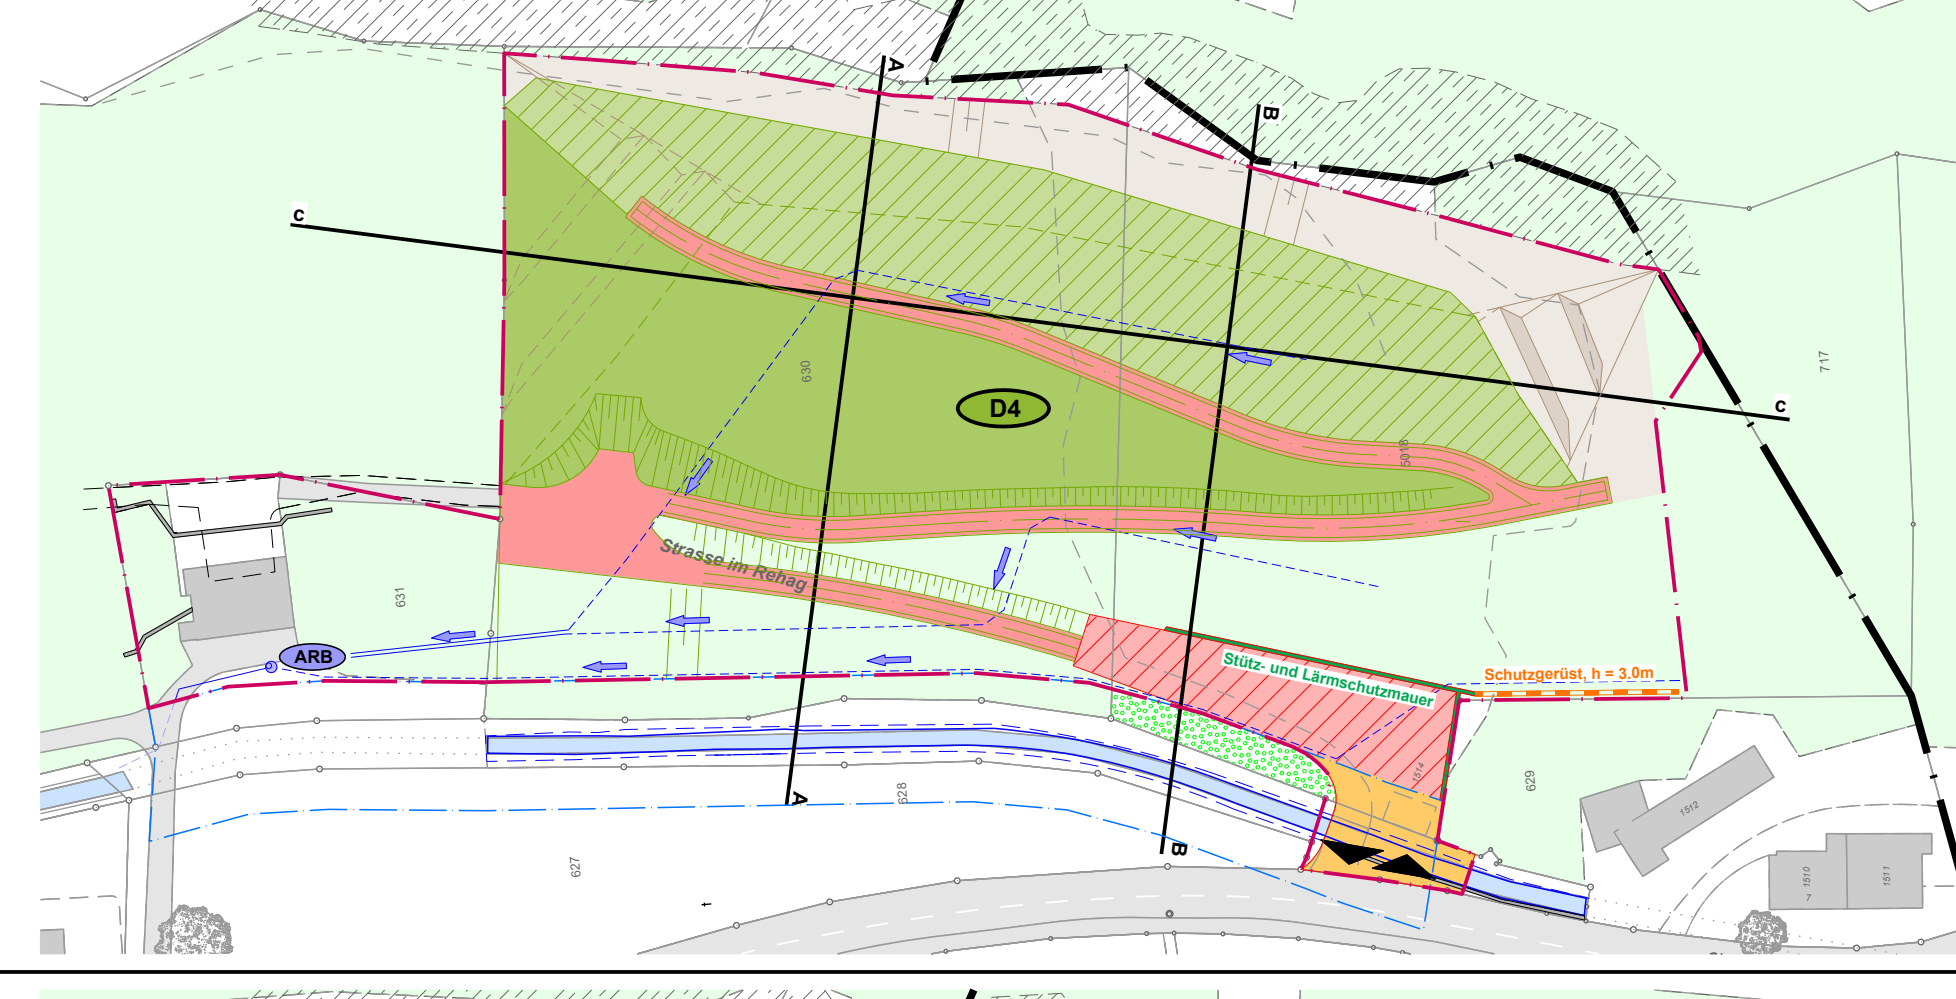 A
B
c
630
717
D4
c
5018
Strasse im Rehag
631
ARB
Stütz- und Lärmschutzmauer
Schutzgerüst, h = 3.0m
1514
629
1512
A
628
B
627
1510
7
1511